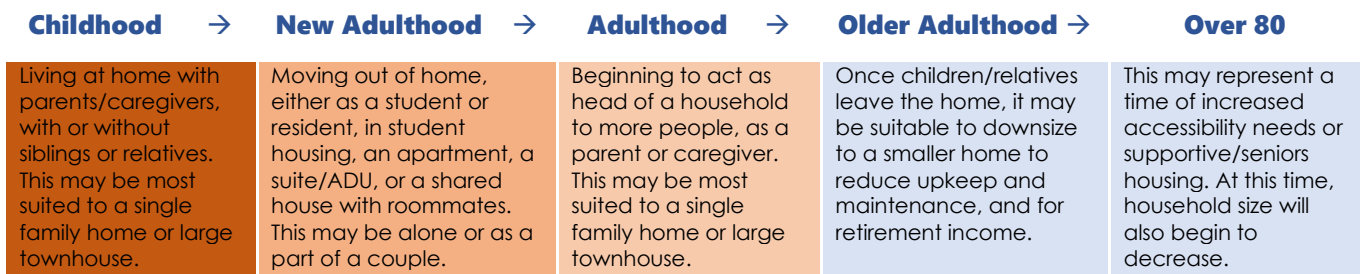 Childhood → New Adulthood → Adulthood → Older Adulthood → Over 80
Living at home with
parents/caregivers,
with or without
siblings or relatives.
This may be most
suited to a single
family home or large
townhouse.
Moving out of home,
either as a student or
resident, in student
housing, an apartment, a
suite/ADU, or a shared
house with roommates.
This may be alone or as a
part of a couple.
Beginning to act as
head of a household
to more people, as a
parent or caregiver.
This may be most
suited to a single
family home or large
townhouse.
Once children/relatives
leave the home, it may
be suitable to downsize
to a smaller home to
reduce upkeep and
maintenance, and for
retirement income.
This may represent a
time of increased
accessibility needs or
supportive/seniors
housing. At this time,
household size will
also begin to
decrease.